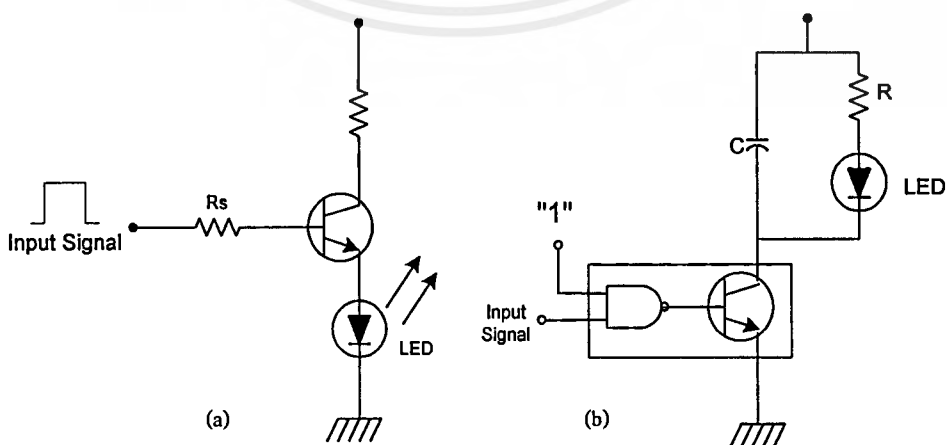 Rs
Input Signal
LED
(a)
C
R
LED
"1"
Input
Signal
(b)